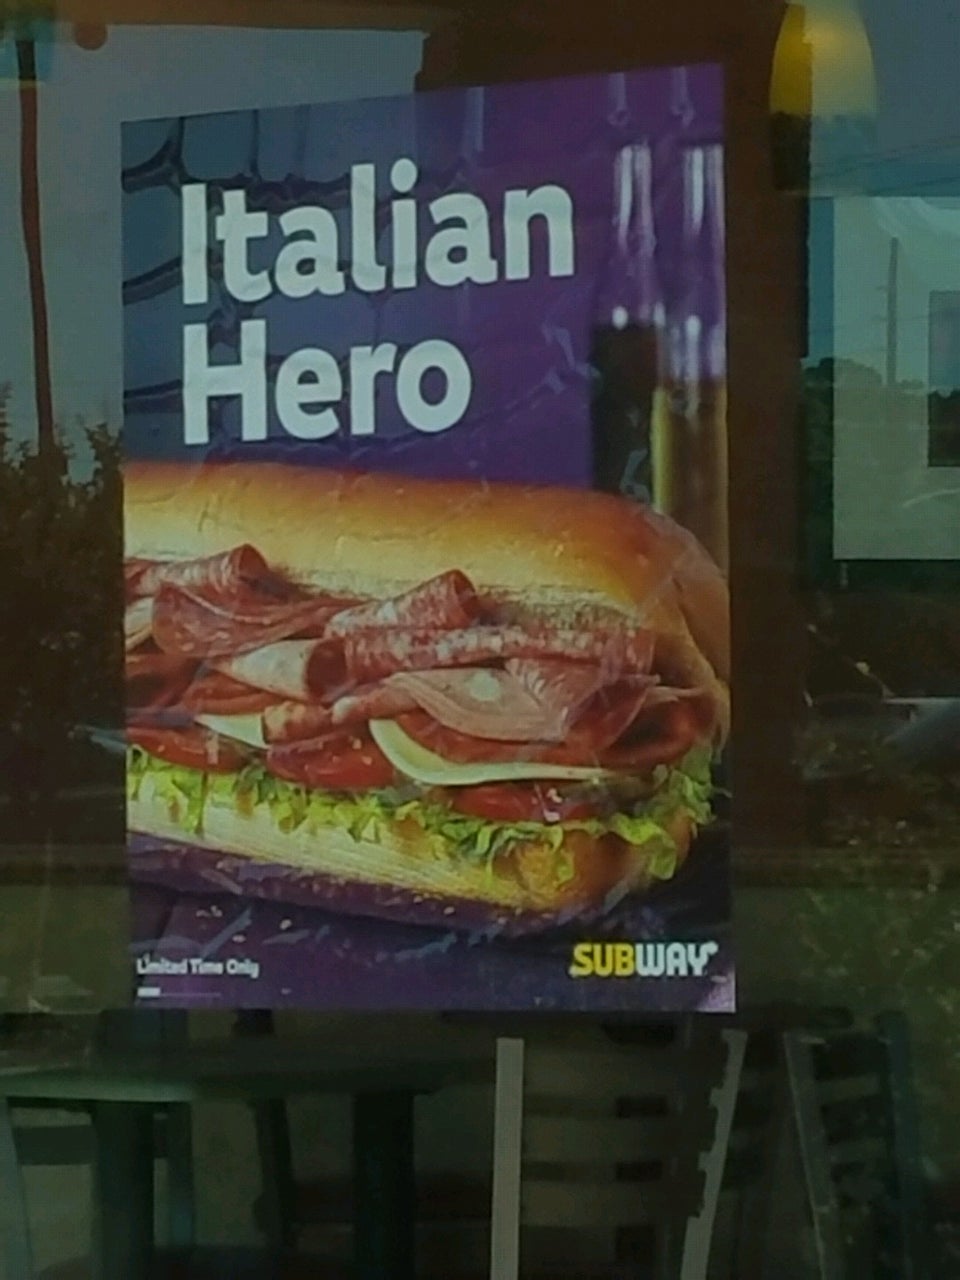 Italian
Hero
Limited Time Only
SUBWAY